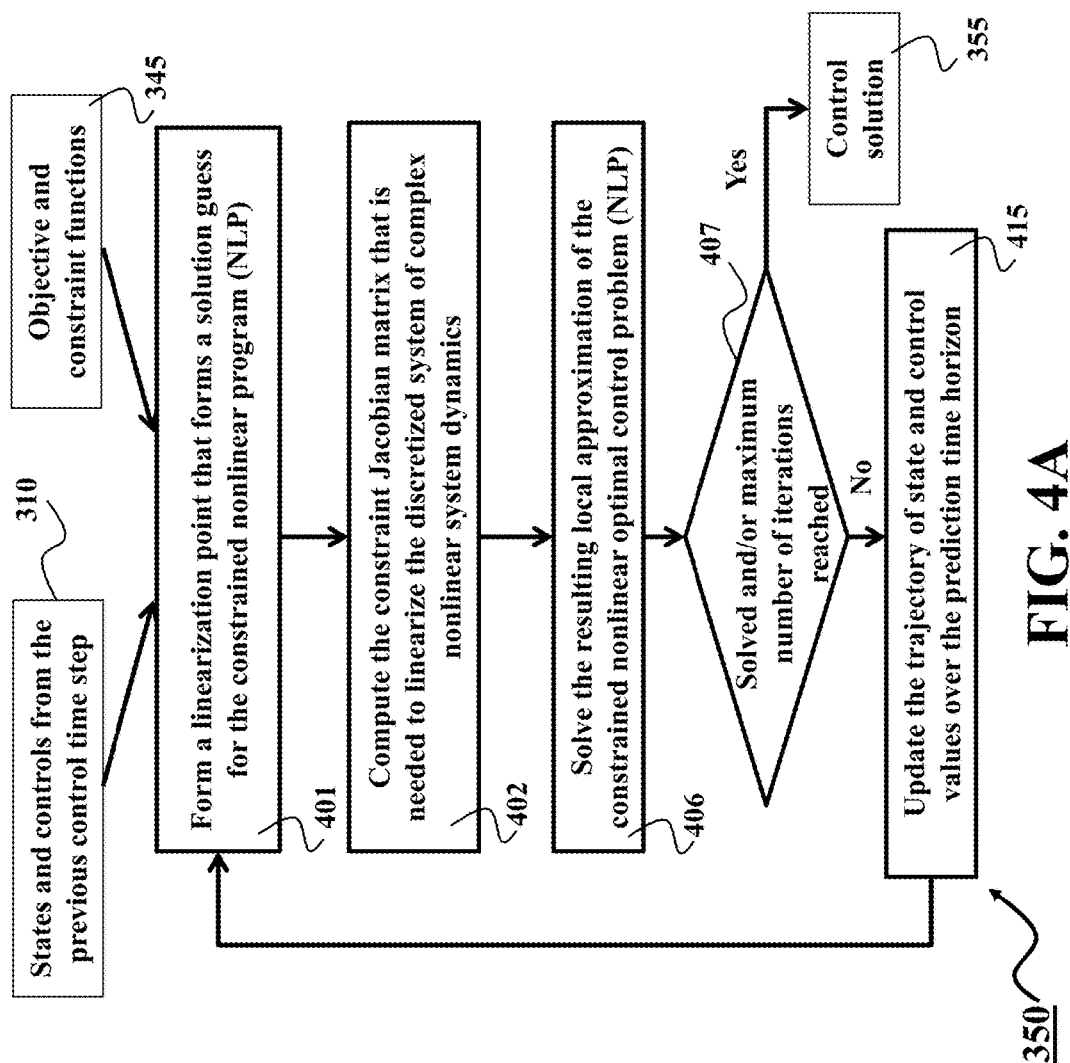 States and controls from the
previous control time step
310
Objective and
constraint functions
345
Form a linearization point that forms a solution guess
for the constrained nonlinear program (NLP)
401
Compute the constraint Jacobian matrix that is
needed to linearize the discretized system of complex
nonlinear system dynamics
402
Solve the resulting local approximation of the
constrained nonlinear optimal control problem (NLP)
406
Solved and/or maximum
number of iterations
reached
407
Yes
Control
solution
355
No
Update the trajectory of state and control
values over the prediction time horizon
415
350
FIG. 4A